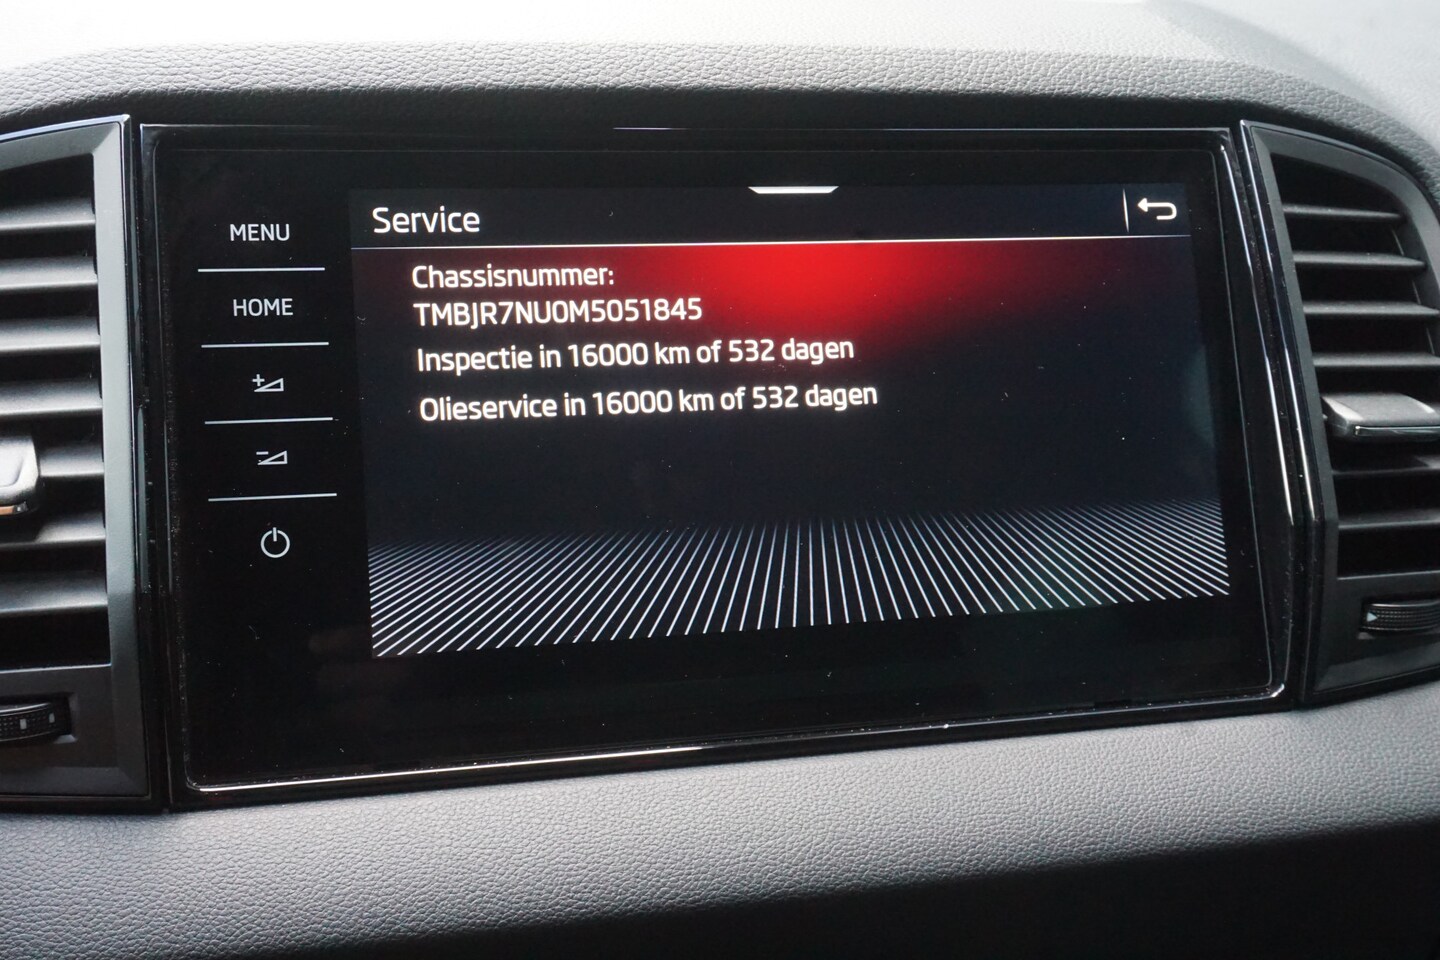 MENU
HOME
Service
Chassisnummer:
TMBJR7NU0M5051845
Inspectie in 16000 km of 532 dagen
Olieservice in 16000 km of 532 dagen